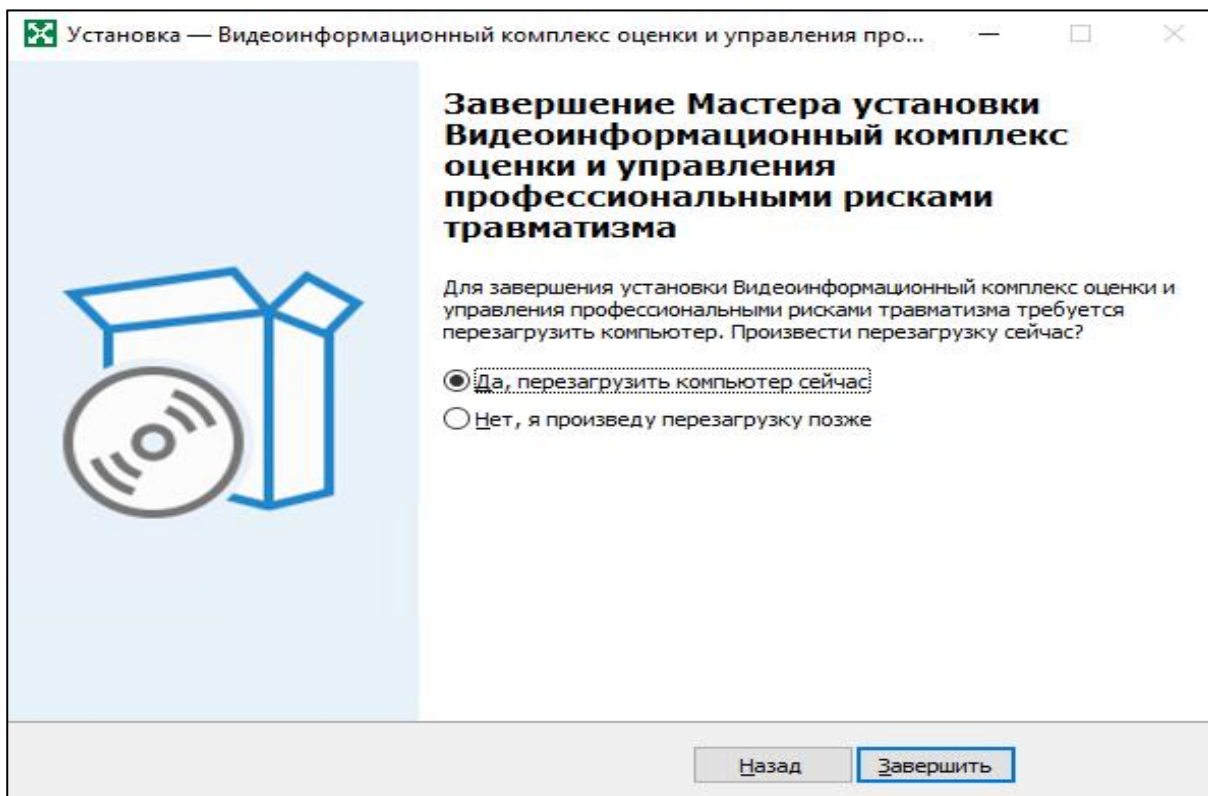 Установка — Видеоинформационный комплекс оценки и управления про...
Завершение Мастера установки
Видеоинформационный комплекс
оценки и управления
профессиональными рисками
травматизма
Для завершения установки Видеоинформационный комплекс оценки и
управления профессиональными рисками травматизма требуется
перезагрузить компьютер. Произвести перезагрузку сейчас?
Да, перезагрузить компьютер сейчас
Нет, я произведу перезагрузку позже
Назад
Завершить